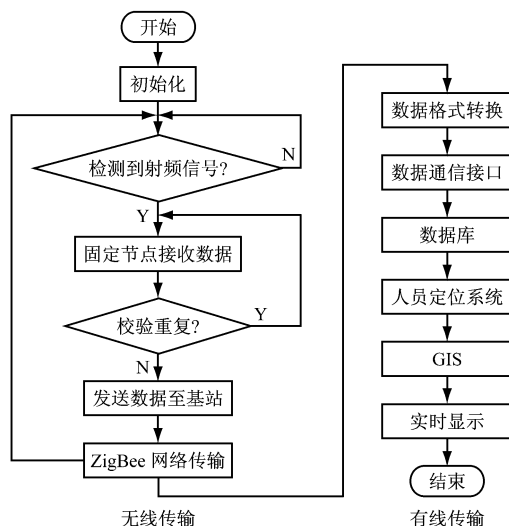 开始
初始化
检测到射频信号?
N
Y
固定节点接收数据
校验重复?
Y
N
发送数据至基站
ZigBee 网络传输
无线传输
数据格式转换
数据通信接口
数据库
人员定位系统
GIS
实时显示
结束
有线传输